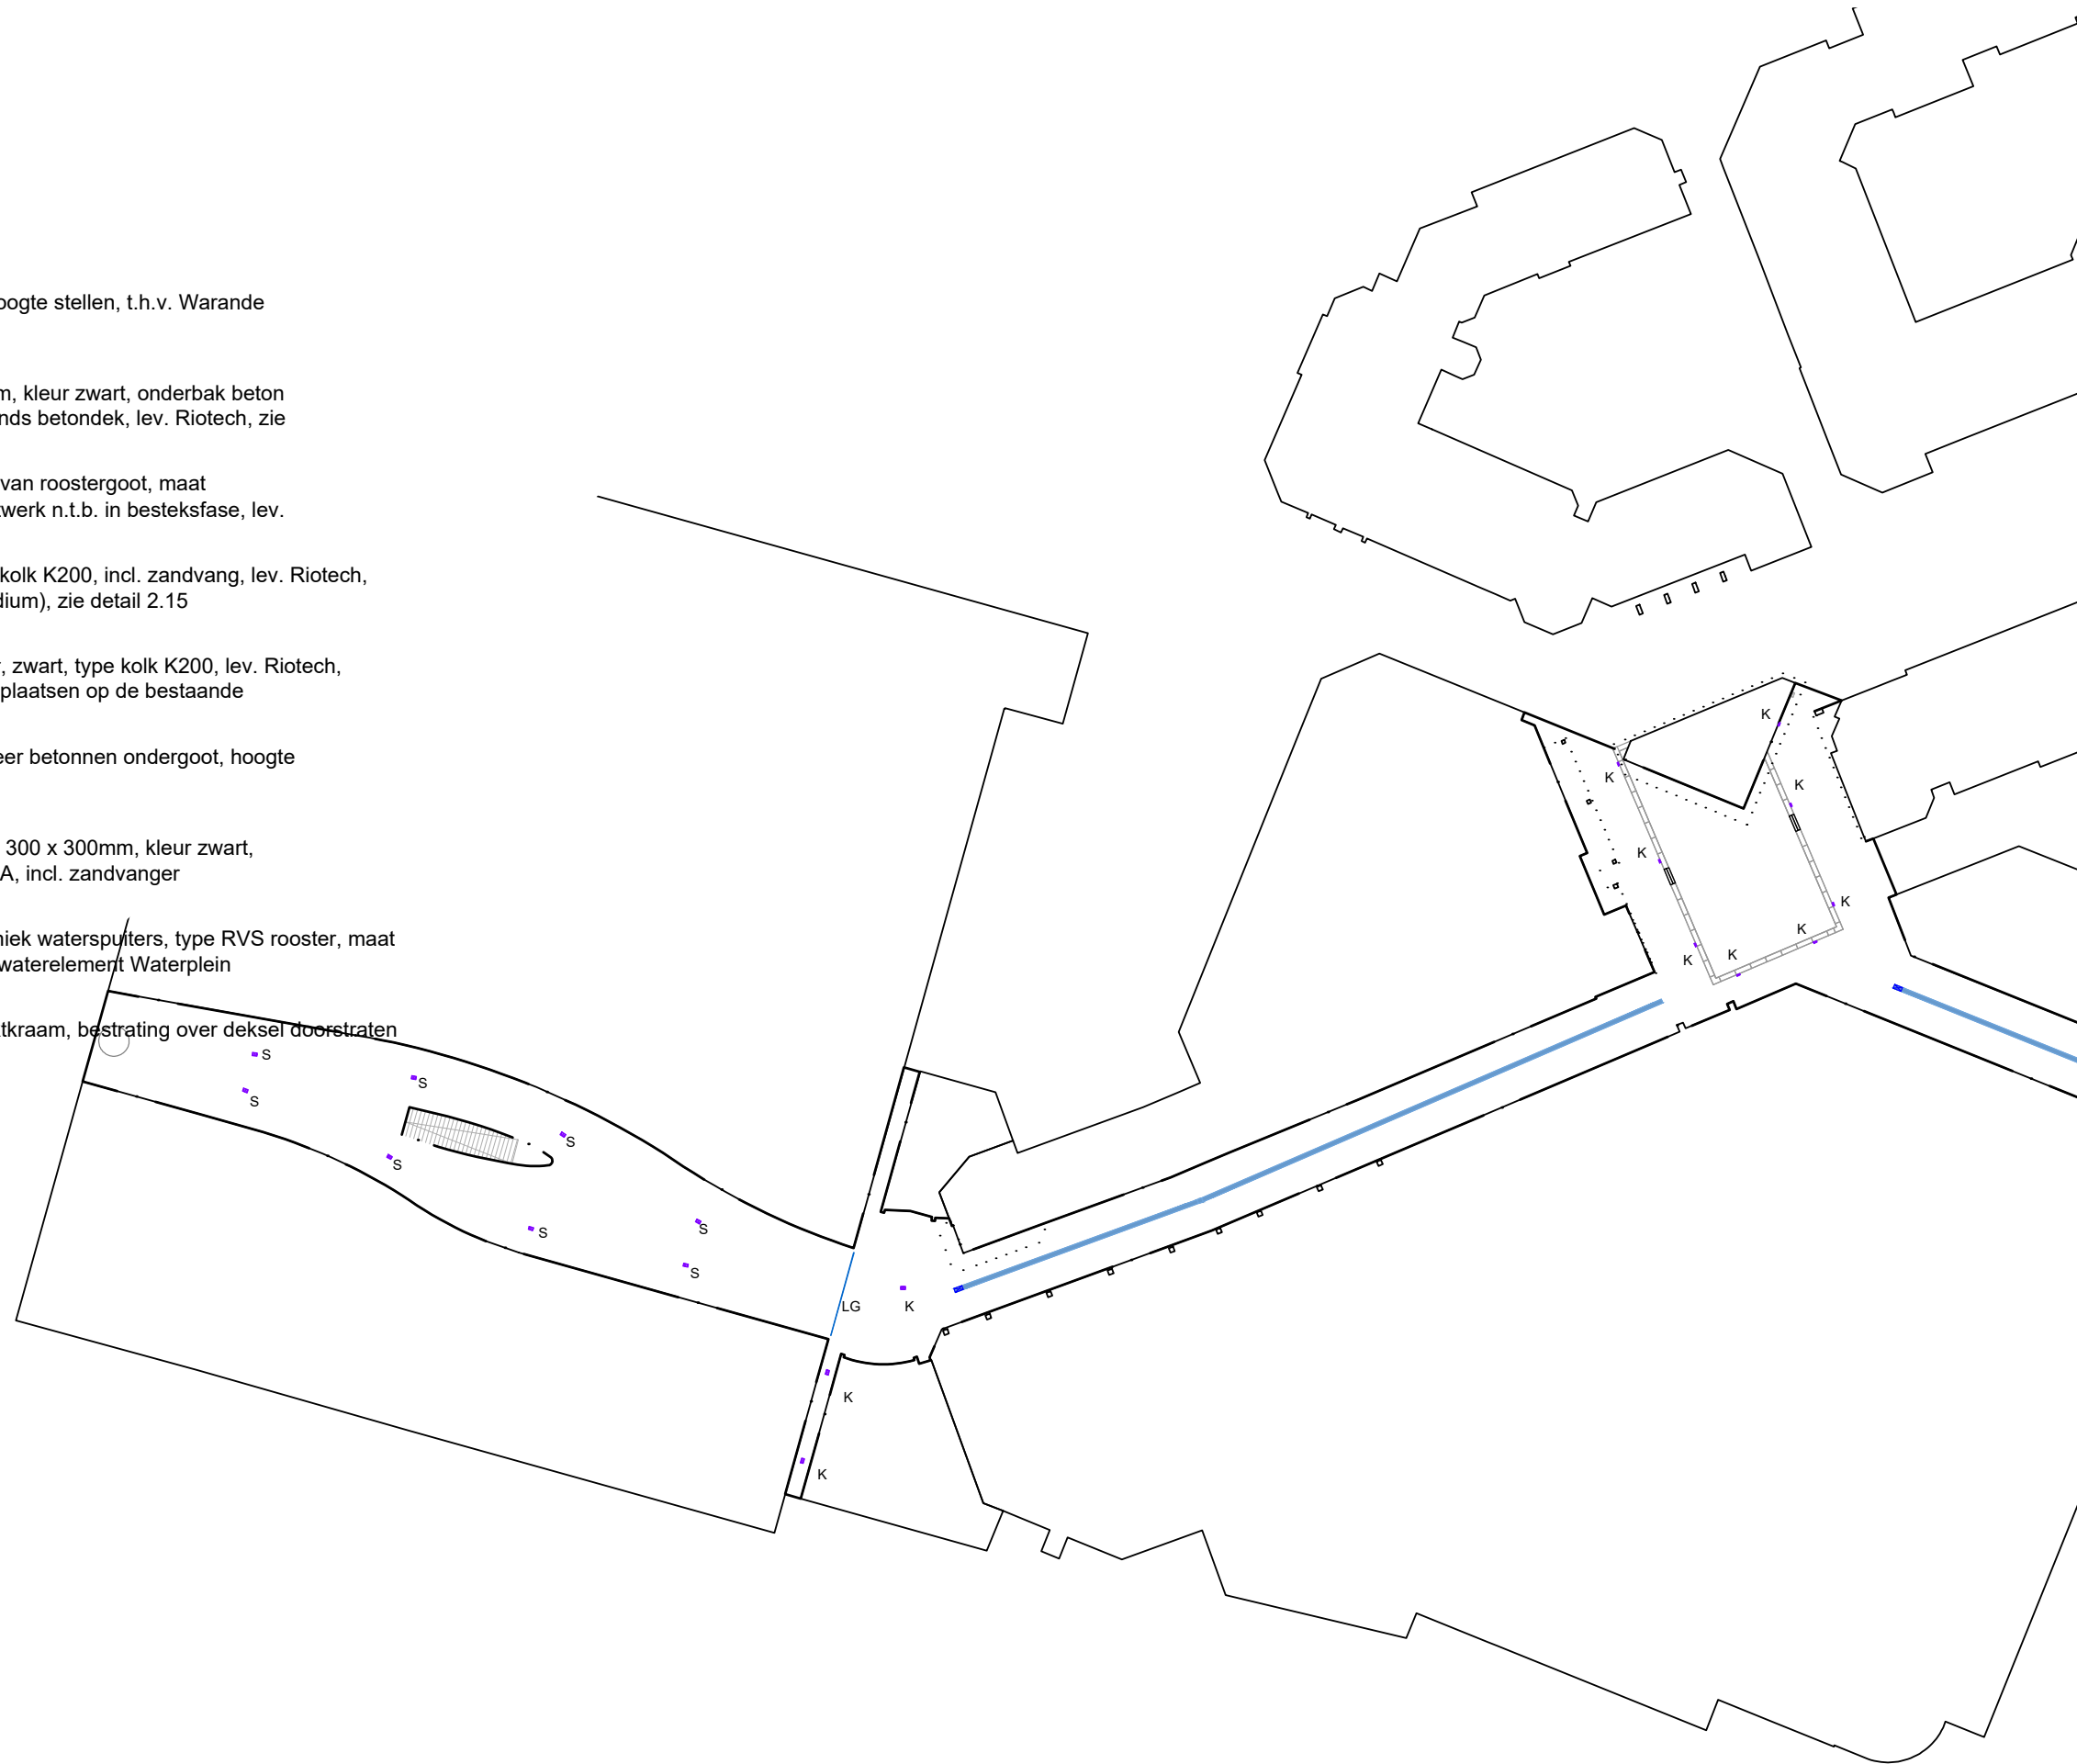 oogte stellen, t.h.v. Warande
n, kleur zwart, onderbak beton
nds betondek, lev. Riotech, zie
van roostergoot, maat
werk n.t.b. in besteksfase, lev.
kolk K200, incl. zandvang, lev. Riotech,
dium), zie detail 2.15
, zwart, type kolk K200, lev. Riotech,
plaatsen op de bestaande
eer betonnen ondergoot, hoogte
300 x 300mm, kleur zwart,
A, incl. zandvanger
niek waterspuiters, type RVS rooster, maat
waterelement Waterplein
tkraam, bestrating over deksel doorstraten
K
K
K
K
K
K
K
K
S
S
S
S
S
S
S
S
LG
K
K
K